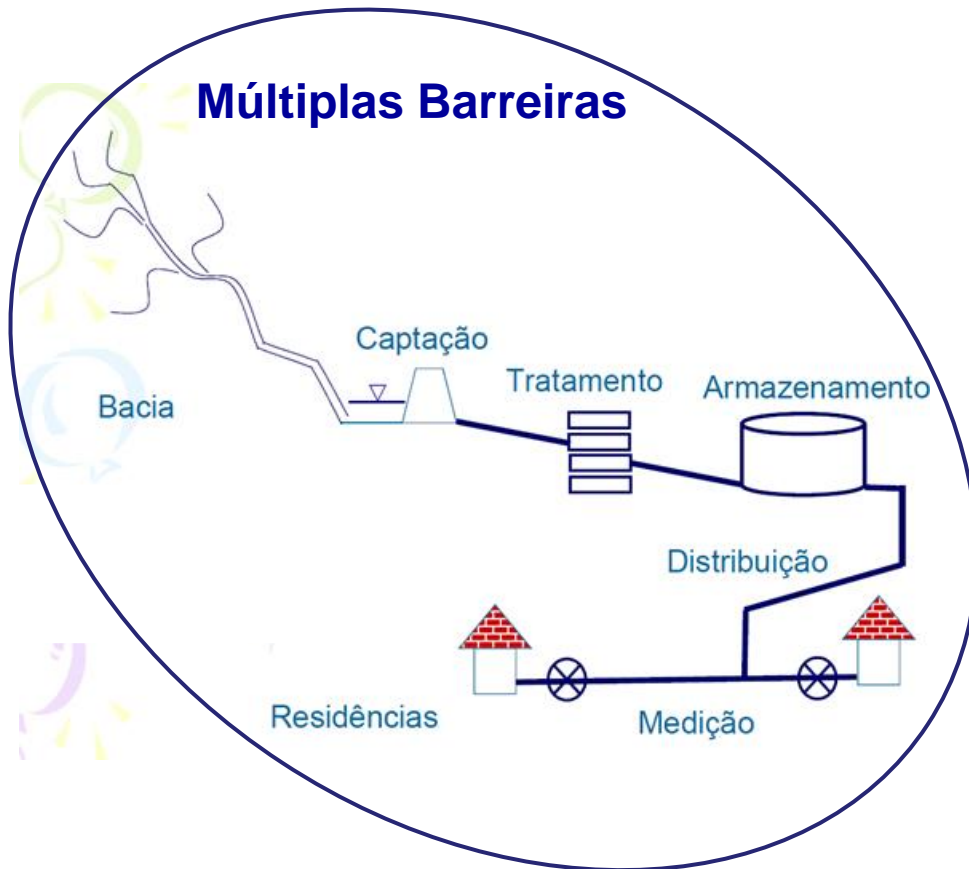 Múltiplas Barreiras
Captação
Tratamento
Armazenamento
Bacia
Distribuição
Residências
Medição